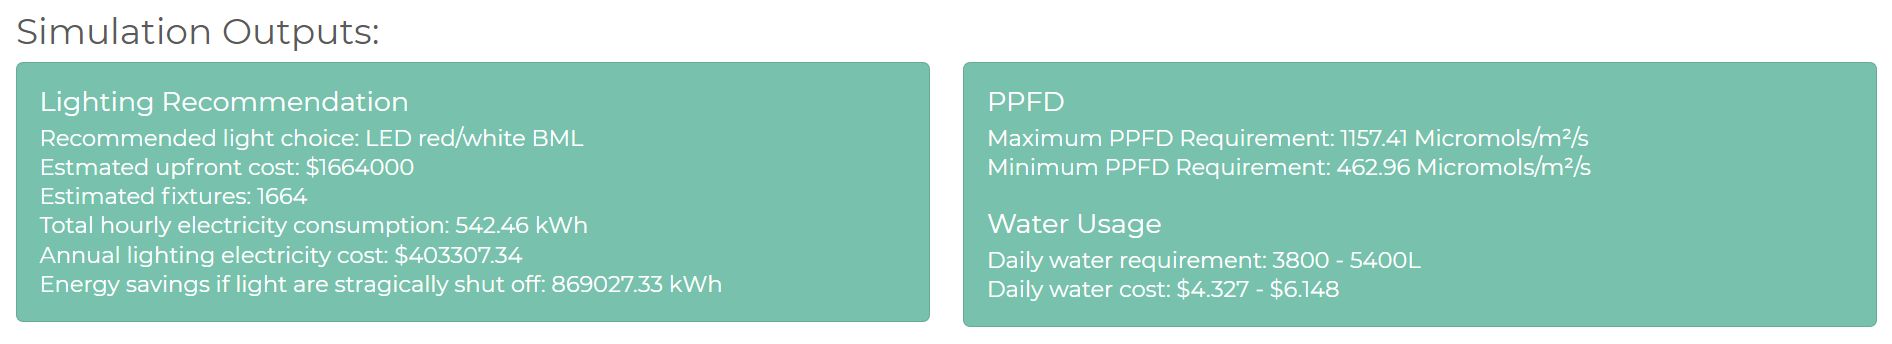 Simulation Outputs:
Lighting Recommendation
Recommended light choice: LED red/white BML
Estmated upfront cost: $1664000
Estimated fixtures: 1664
Total hourly electricity consumption: 542.46 kWh
Annual lighting electricity cost: $403307.34
Energy savings if light are stragically shut off: 869027.33 kWh
PPFD
Maximum PPFD Requirement: 1157.41 Micromols/m²/s
Minimum PPFD Requirement: 462.96 Micromols/m²/s
Water Usage
Daily water requirement: 3800 - 5400L
Daily water cost: $4.327 - $6.148